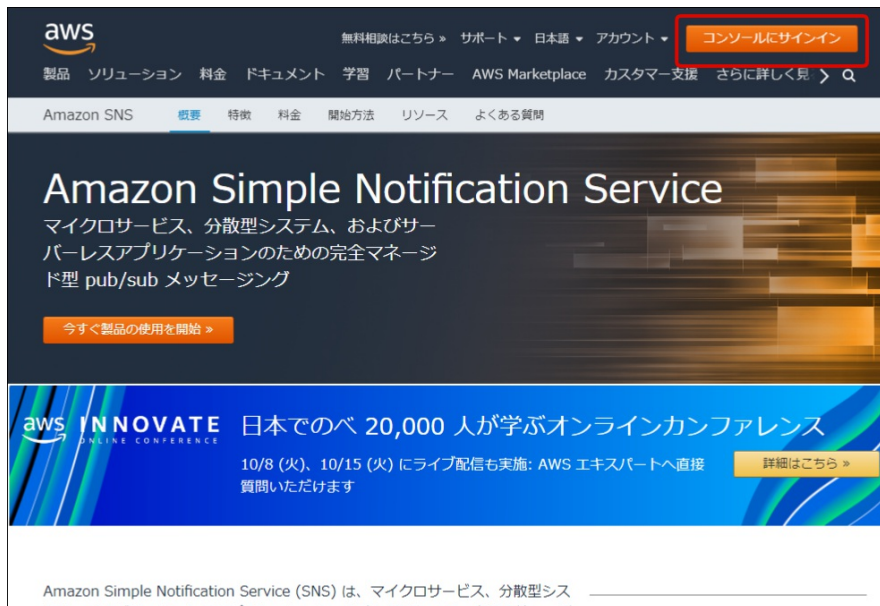 aws
無料相談はこちら » サポート 日本語 アカウント コンソールにサインイン
製品 ソリューション 料金 ドキュメント 学習 パートナー AWS Marketplace カスタマー支援 さらに詳しく見
Amazon SNS 概要 特徴 料金 開始方法 リソース よくある質問
Amazon Simple Notification Service
マイクロサービス、分散型システム、およびサー
バーレスアプリケーションのための完全マネージ
ド型 pub/sub メッセージング
今すぐ製品の使用を開始 »
aws INNOVATE
ONLINE CONFERENCE
日本でのべ 20,000 人が学ぶオンラインカンファレンス
10/8 (火)、10/15 (火) にライブ配信も実施: AWS エキスパートへ直接
質問いただけます
詳細はこちら »
Amazon Simple Notification Service (SNS) は、マイクロサービス、分散型シス